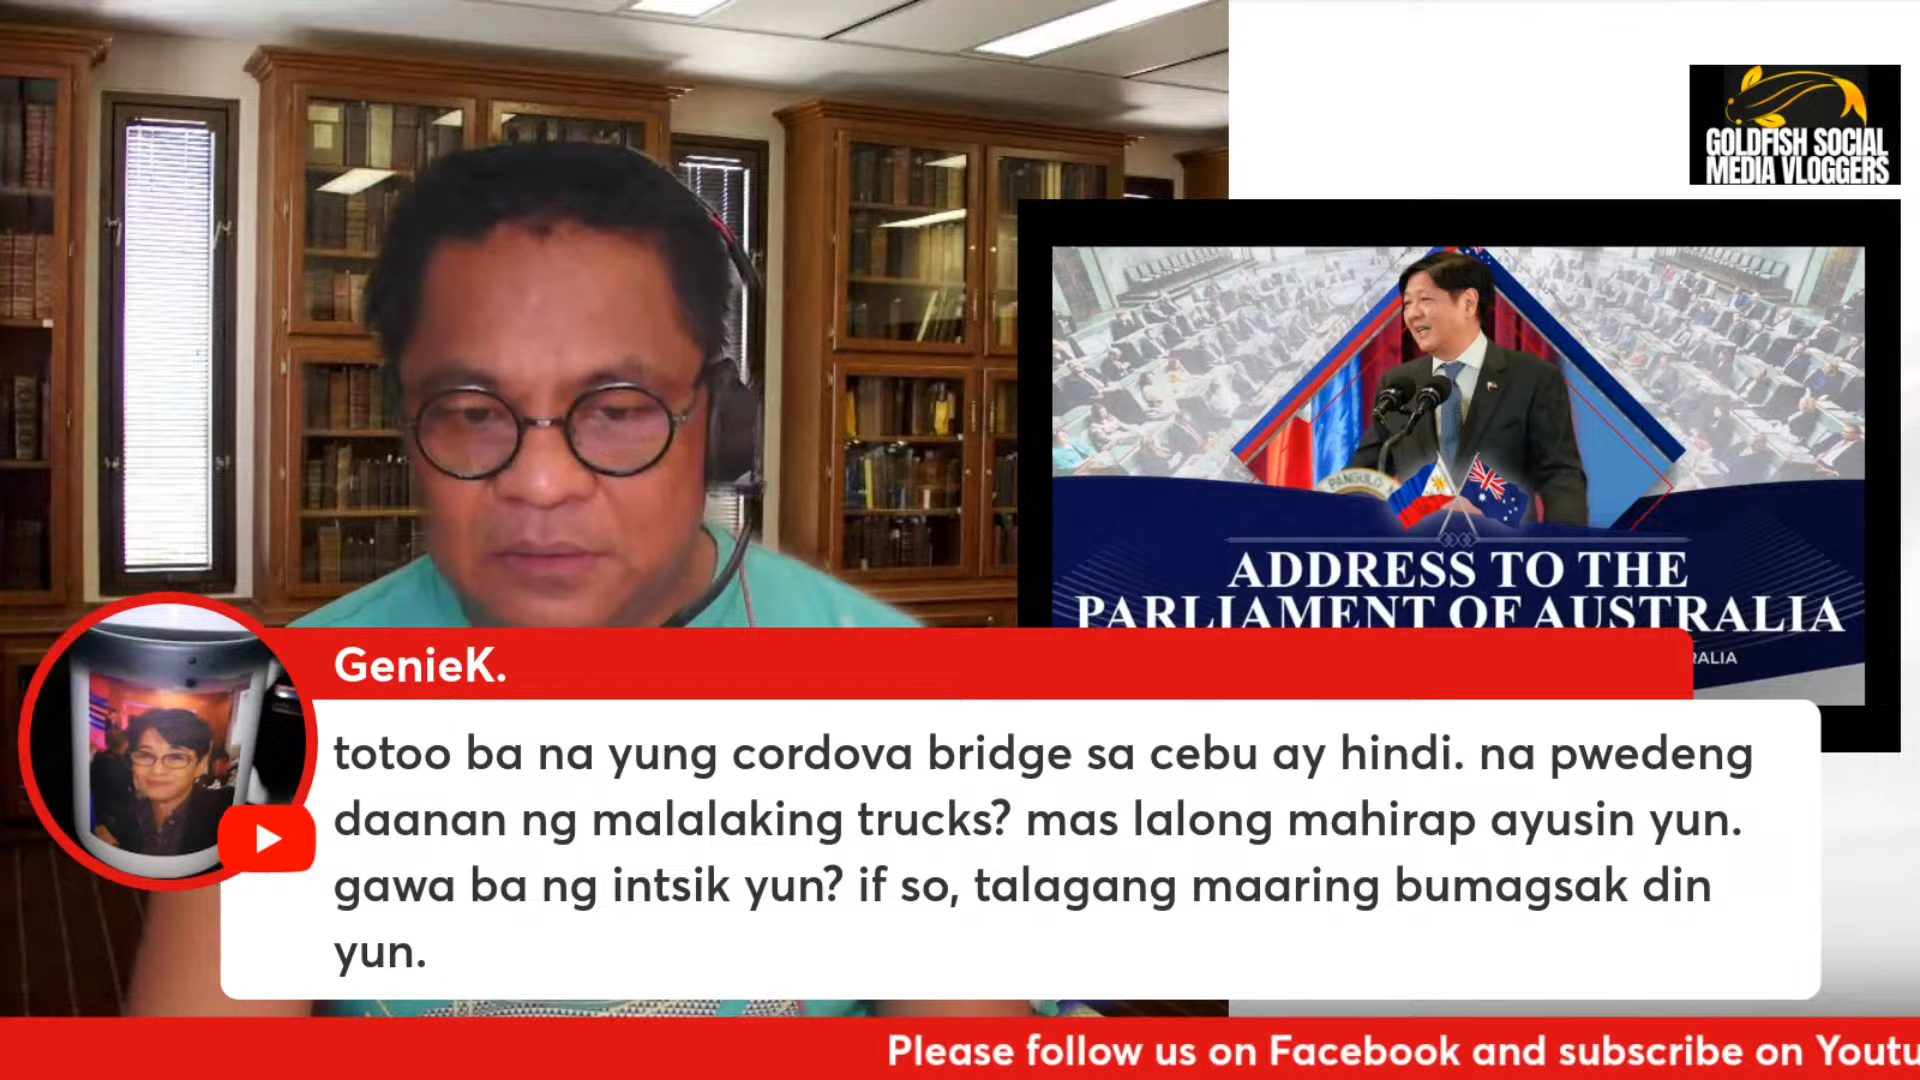 GOLDFISH SOCIAL
MEDIA VLOGGERS
ADDRESS TO THE
PARLIAMENT OF AUSTRALIA
GenieK.
totoo ba na yung cordova bridge sa cebu ay hindi. na pwedeng
daanan ng malalaking trucks? mas lalong mahirap ayusin yun.
gawa ba ng intsik yun? if so, talagang maaring bumagsak din
yun.
Please follow us on Facebook and subscribe on Youtu